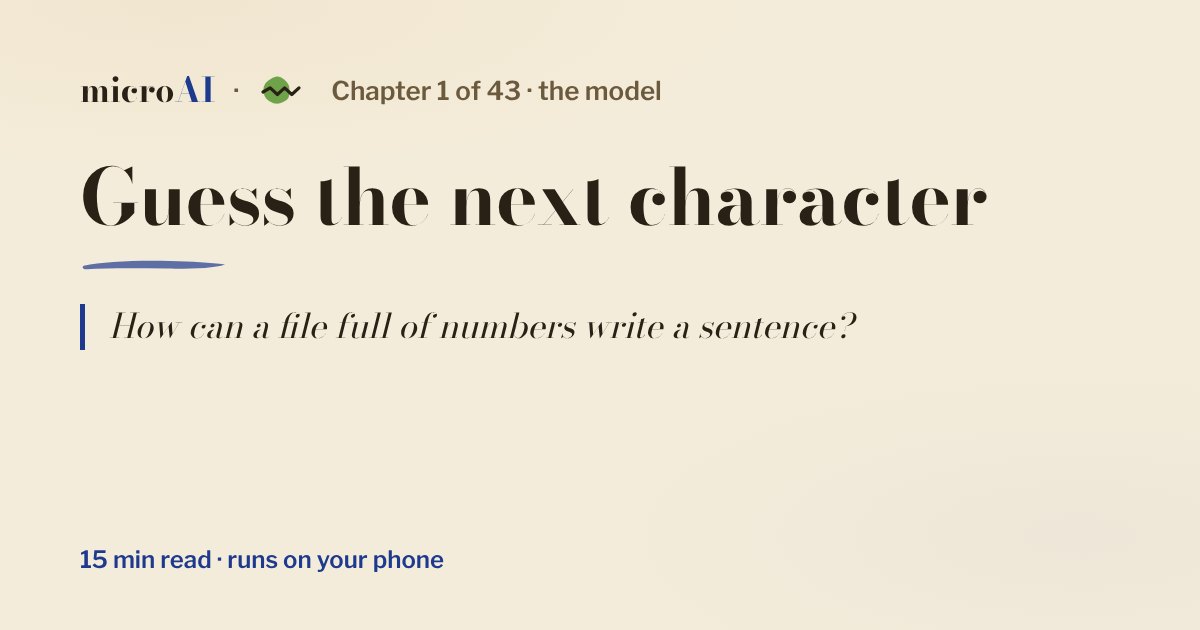 microAI · Chapter 1 of 43 · the model
Guess the next character
How can a file full of numbers write a sentence?
15 min read · runs on your phone